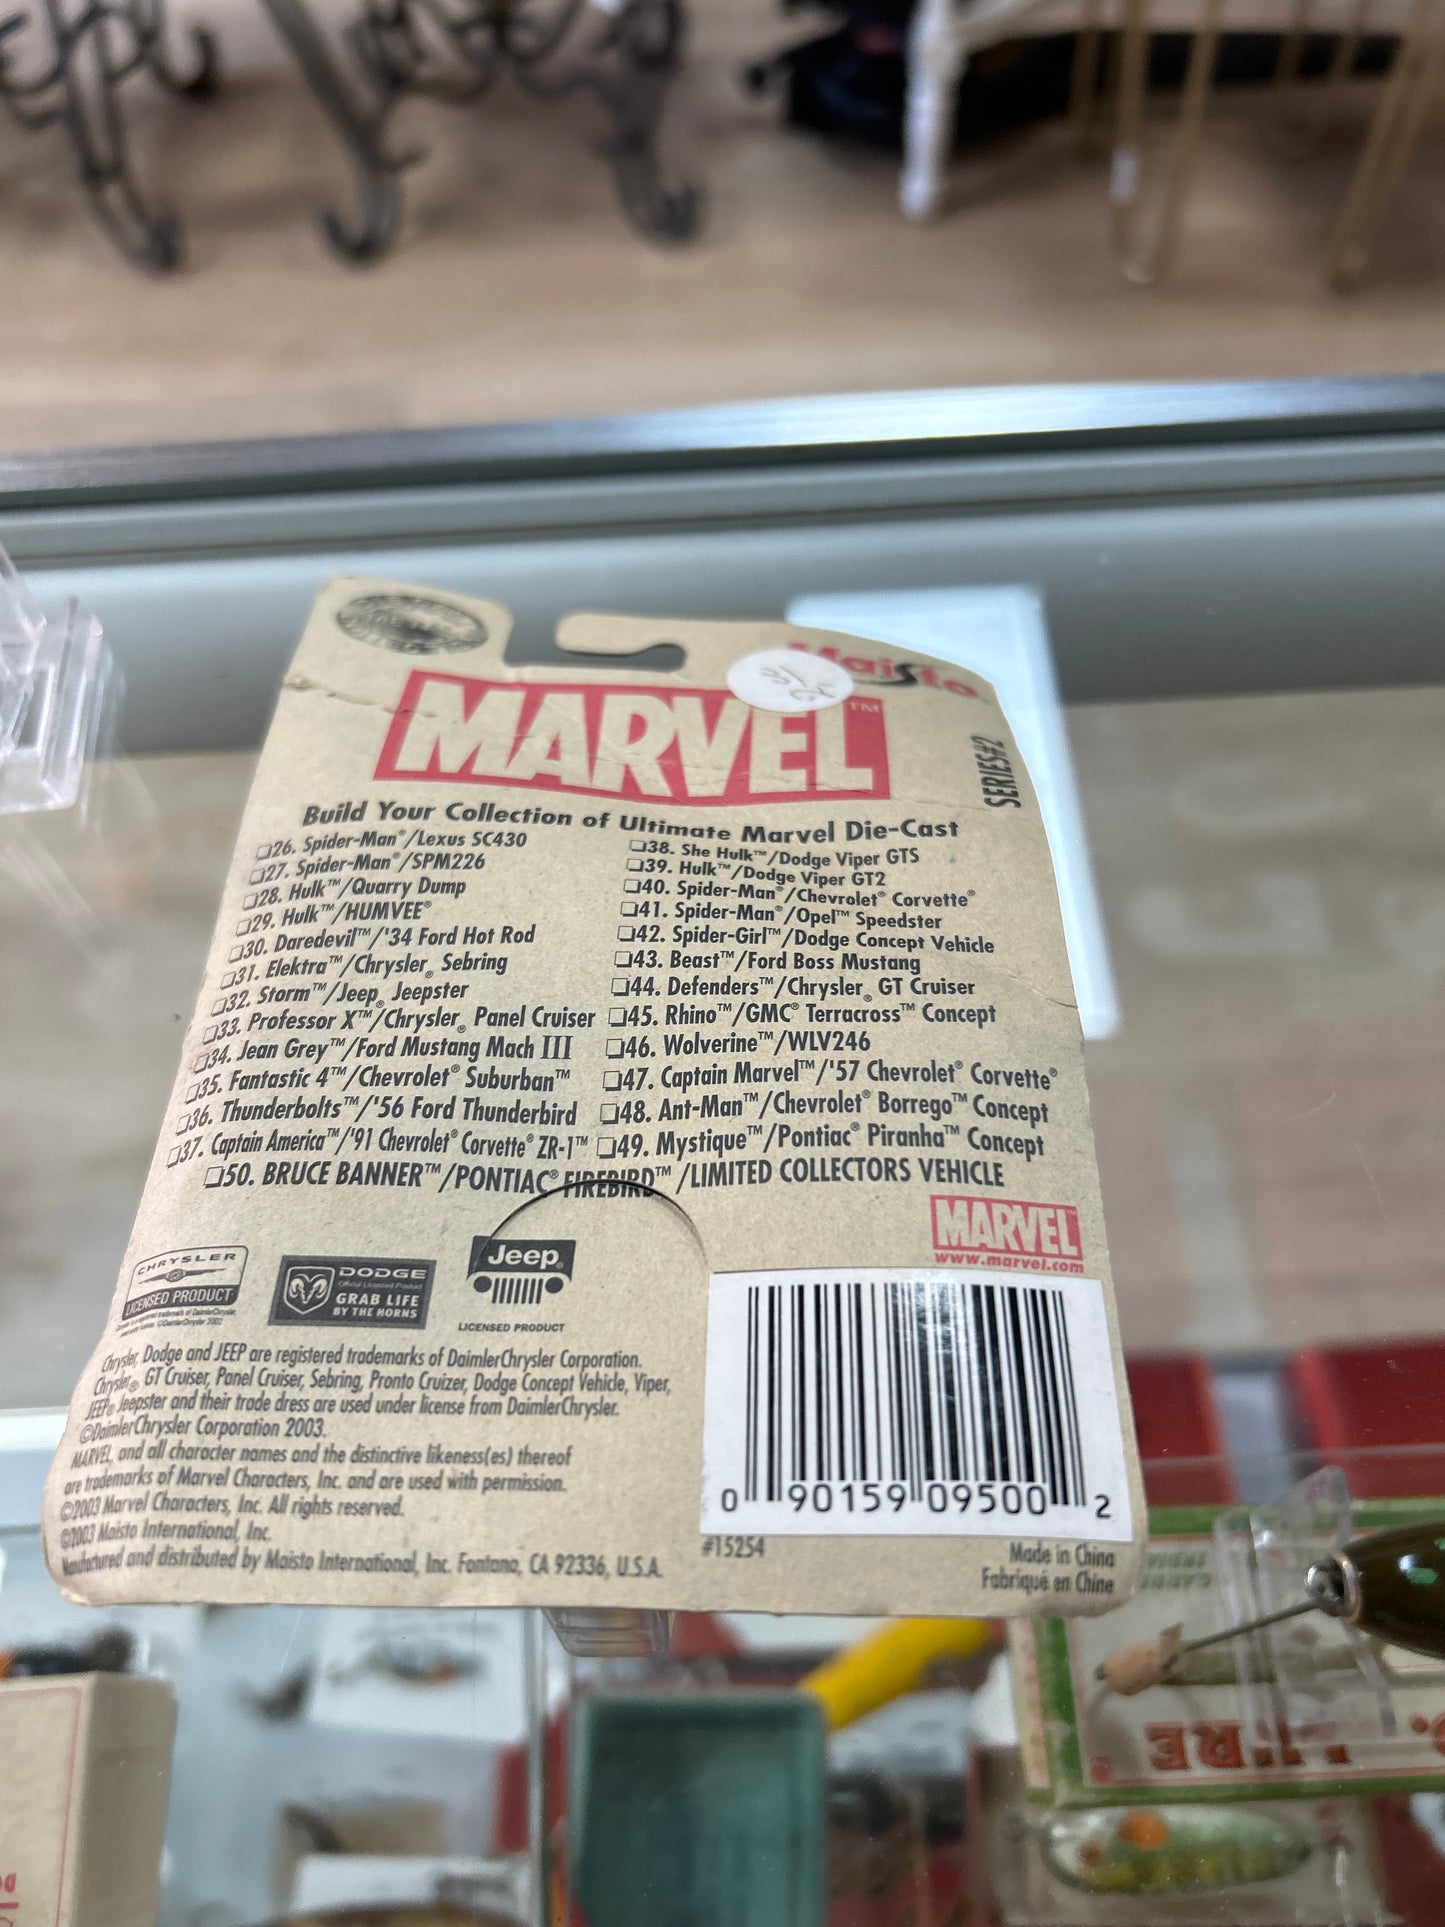 Maisto
MARVEL™
SERIES#2
Build Your Collection of Ultimate Marvel Die-Cast
❏26. Spider-Man®/Lexus SC430
❏27. Spider-Man®/SPM226
❏28. Hulk™/Quarry Dump
❏29. Hulk™/HUMVEE®
❏30. Daredevil™/'34 Ford Hot Rod
❏31. Elektra™/Chrysler® Sebring
❏32. Storm™/Jeep® Jeepster
❏33. Professor X™/Chrysler® Panel Cruiser
❏34. Jean Grey™/Ford Mustang Mach III
❏35. Fantastic 4™/Chevrolet® Suburban™
❏36. Thunderbolts™/'56 Ford Thunderbird
❏37. Captain America™/'91 Chevrolet® Corvette® ZR-1™
❏38. She Hulk™/Dodge Viper GTS
❏39. Hulk™/Dodge Viper GT2
❏40. Spider-Man®/Chevrolet® Corvette®
❏41. Spider-Man®/Opel™ Speedster
❏42. Spider-Girl™/Dodge Concept Vehicle
❏43. Beast™/Ford Boss Mustang
❏44. Defenders™/Chrysler® GT Cruiser
❏45. Rhino™/GMC® Terracross™ Concept
❏46. Wolverine™/WLV246
❏47. Captain Marvel™/'57 Chevrolet® Corvette®
❏48. Ant-Man™/Chevrolet® Borrego™ Concept
❏49. Mystique™/Pontiac® Piranha™ Concept
❏50. BRUCE BANNER™/PONTIAC® FIREBIRD™ /LIMITED COLLECTORS VEHICLE
CHRYSLER
LICENSED PRODUCT
DODGE
Official Licensed Product
GRAB LIFE
BY THE HORNS
Jeep®
LICENSED PRODUCT
MARVEL
www.marvel.com
Chrysler, Dodge and JEEP are registered trademarks of DaimlerChrysler Corporation.
Chrysler® GT Cruiser, Panel Cruiser, Sebring, Pronto Cruizer, Dodge Concept Vehicle, Viper,
JEEP® Jeepster and their trade dress are used under license from DaimlerChrysler.
©DaimlerChrysler Corporation 2003.
MARVEL, and all character names and the distinctive likeness(es) thereof
are trademarks of Marvel Characters, Inc. and are used with permission.
©2003 Marvel Characters, Inc. All rights reserved.
©2003 Maisto International, Inc.
Manufactured and distributed by Maisto International, Inc. Fontana, CA 92336, U.S.A.
0 90159 09500 2
#15254
Made in China
Fabriqué en Chine
LURE